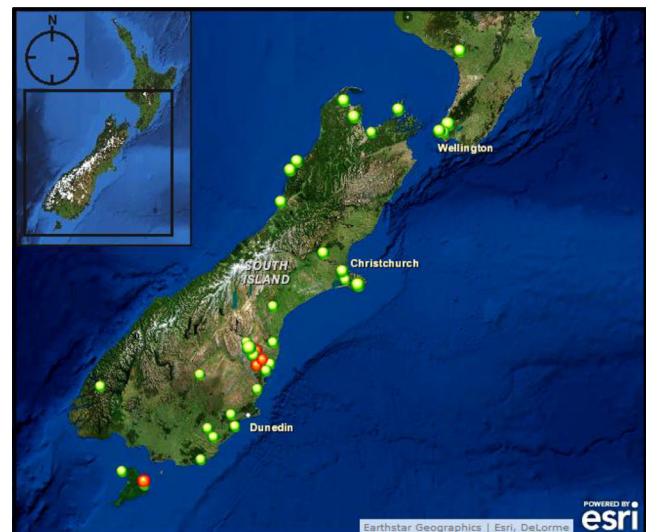 N
Wellington
Christchurch
SOUTH
ISLAND
Dunedin
Earthstar Geographics | Esri, DeLorme
POWERED BY
esri